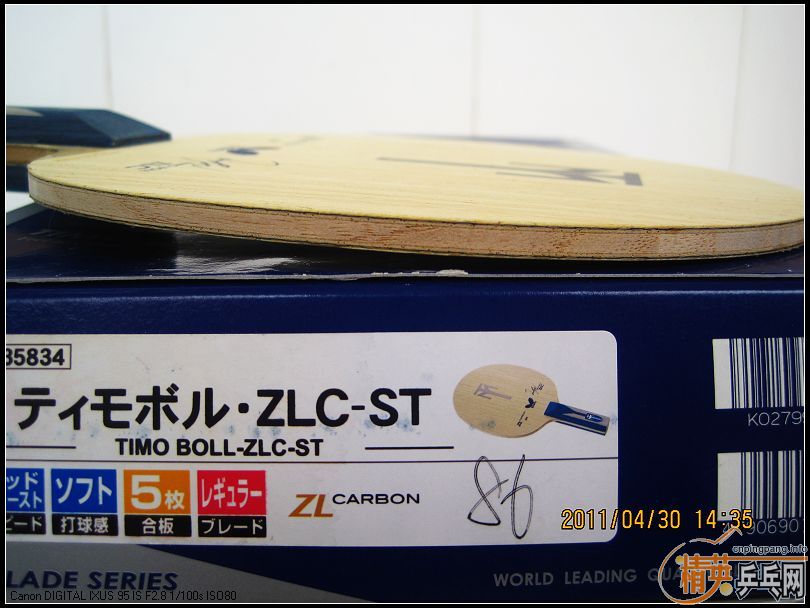 35834
ティモボル・ZLC-ST
TIMO BOLL-ZLC-ST
ソフト
打球感
5枚
合板
レギュラー
ブレード
ZL CARBON
86
2011/04/30 14:35
BLADE SERIES
WORLD LEADING
cnpingpang.info
精英乒乓网
Canon DIGITAL IXUS 95 IS F2.8 1/100s ISO80